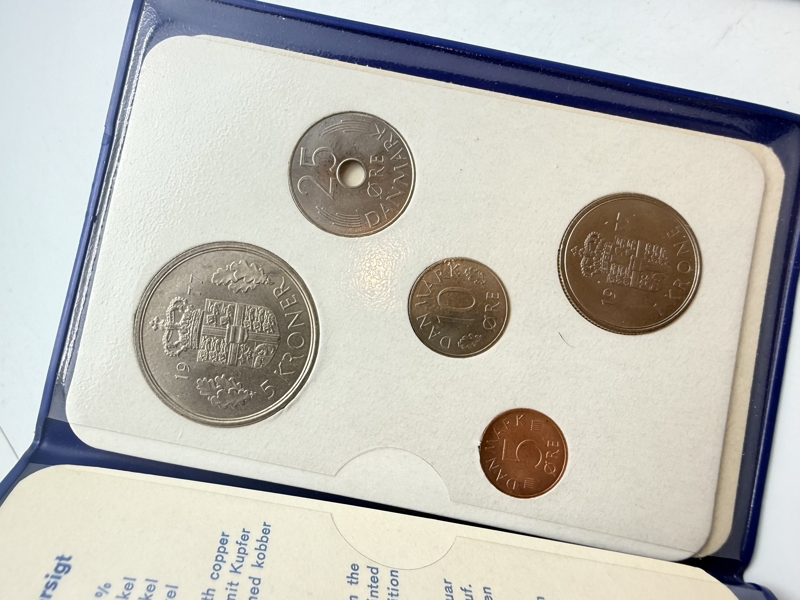 25
ØRE
DANMARK
19
5 KRONER
DANMARK
10
ØRE
19
1 KRONE
DANMARK
5
ØRE
rsigt
%
kel
kel
el
th copper
mit Kupfer
ned kobber
n the
inted
ition
uar
uf.
en